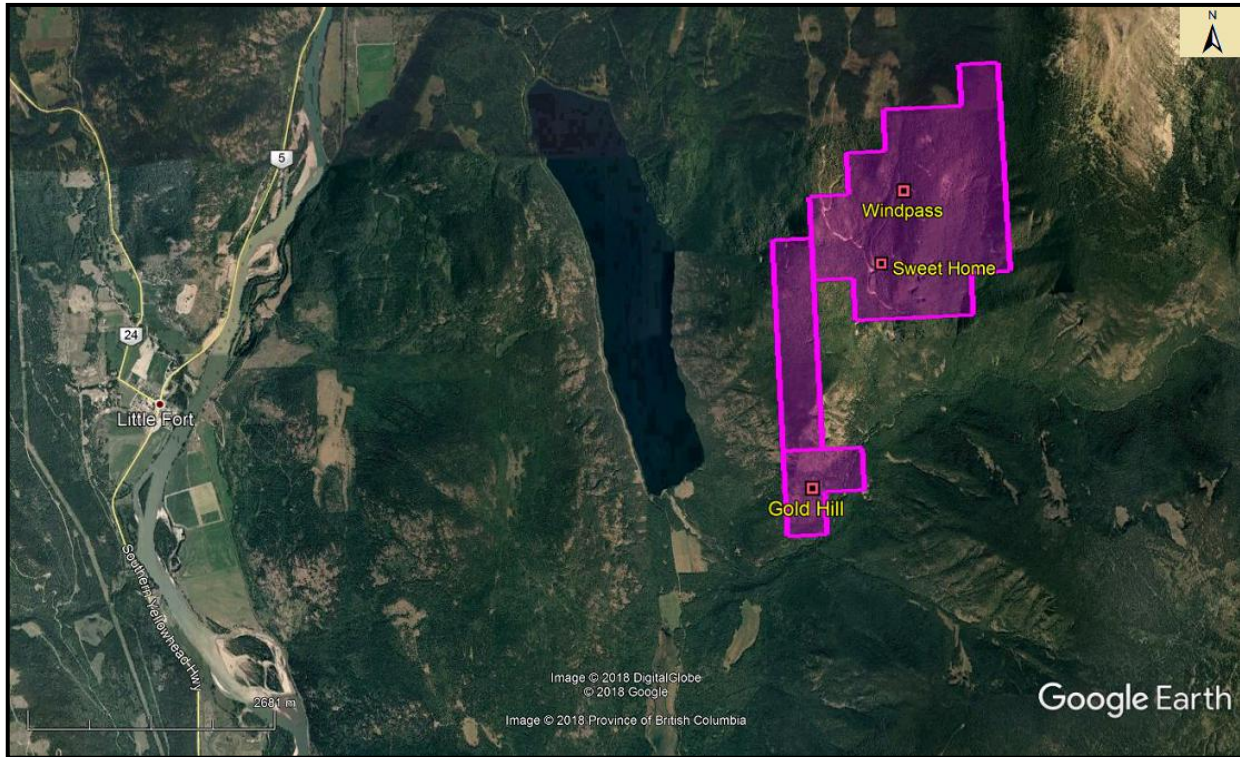 N
5
Windpass
Sweet Home
24
Little Fort
Gold Hill
Southern Yellowhead Hwy
Image © 2018 DigitalGlobe
© 2018 Google
2681 m
Google Earth
Image © 2018 Province of British Columbia